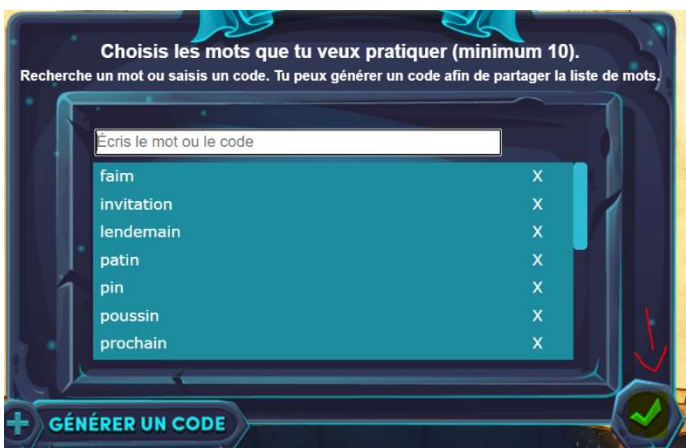 Choisis les mots que tu veux pratiquer (minimum 10).
Recherche un mot ou saisis un code. Tu peux générer un code afin de partager la liste de mots.
Écris le mot ou le code
faim X
invitation X
lendemain X
patin X
pin X
poussin X
prochain X
GÉNÉRER UN CODE